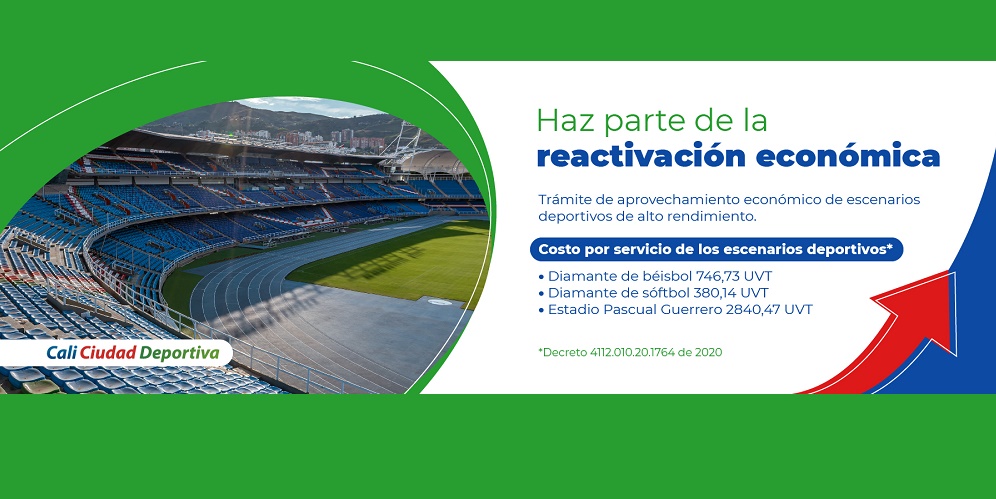 Haz parte de la
reactivación económica
Trámite de aprovechamiento económico de escenarios
deportivos de alto rendimiento.
Costo por servicio de los escenarios deportivos*
• Diamante de béisbol 746,73 UVT
• Diamante de sóftbol 380,14 UVT
• Estadio Pascual Guerrero 2840,47 UVT
*Decreto 4112.010.20.1764 de 2020
Cali Ciudad Deportiva